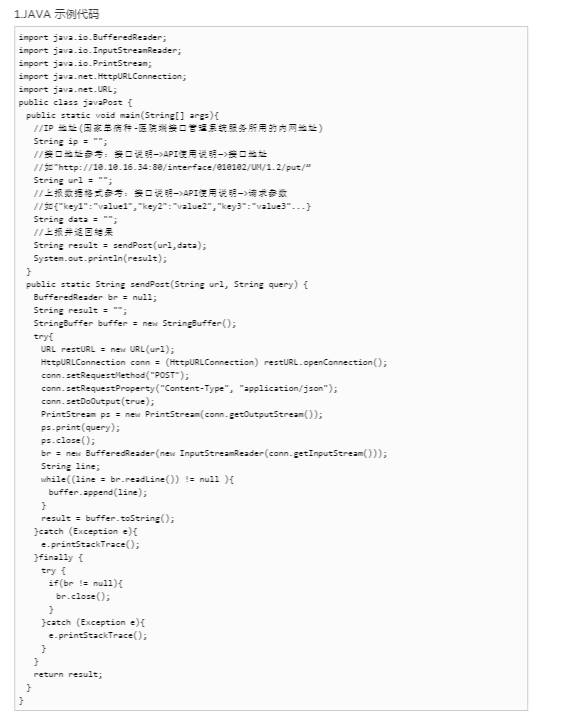 1.JAVA 示例代码
import java.io.BufferedReader;
import java.io.InputStreamReader;
import java.io.PrintStream;
import java.net.HttpURLConnection;
import java.net.URL;
public class javaPost {
public static void main(String[] args){
//IP 地址(国家单病种-医院端接口管理系统服务所用的内网地址)
String ip = "";
//接口地址参考：接口说明->API使用说明->接口地址
//如"http://10.10.16.34:80/interface/010102/UM/1.2/put/"
String url = "";
//上报数据格式参考：接口说明->API使用说明->请求参数
//如{"key1":"value1","key2":"value2","key3":"value3"...}
String data = "";
//上报并返回结果
String result = sendPost(url,data);
System.out.println(result);
}
public static String sendPost(String url, String query) {
BufferedReader br = null;
String result = "";
StringBuffer buffer = new StringBuffer();
try{
URL restURL = new URL(url);
HttpURLConnection conn = (HttpURLConnection) restURL.openConnection();
conn.setRequestMethod("POST");
conn.setRequestProperty("Content-Type", "application/json");
conn.setDoOutput(true);
PrintStream ps = new PrintStream(conn.getOutputStream());
ps.print(query);
ps.close();
br = new BufferedReader(new InputStreamReader(conn.getInputStream()));
String line;
while((line = br.readLine()) != null ){
buffer.append(line);
}
result = buffer.toString();
}catch (Exception e){
e.printStackTrace();
}finally {
try {
if(br != null){
br.close();
}
}catch (Exception e){
e.printStackTrace();
}
}
return result;
}
}